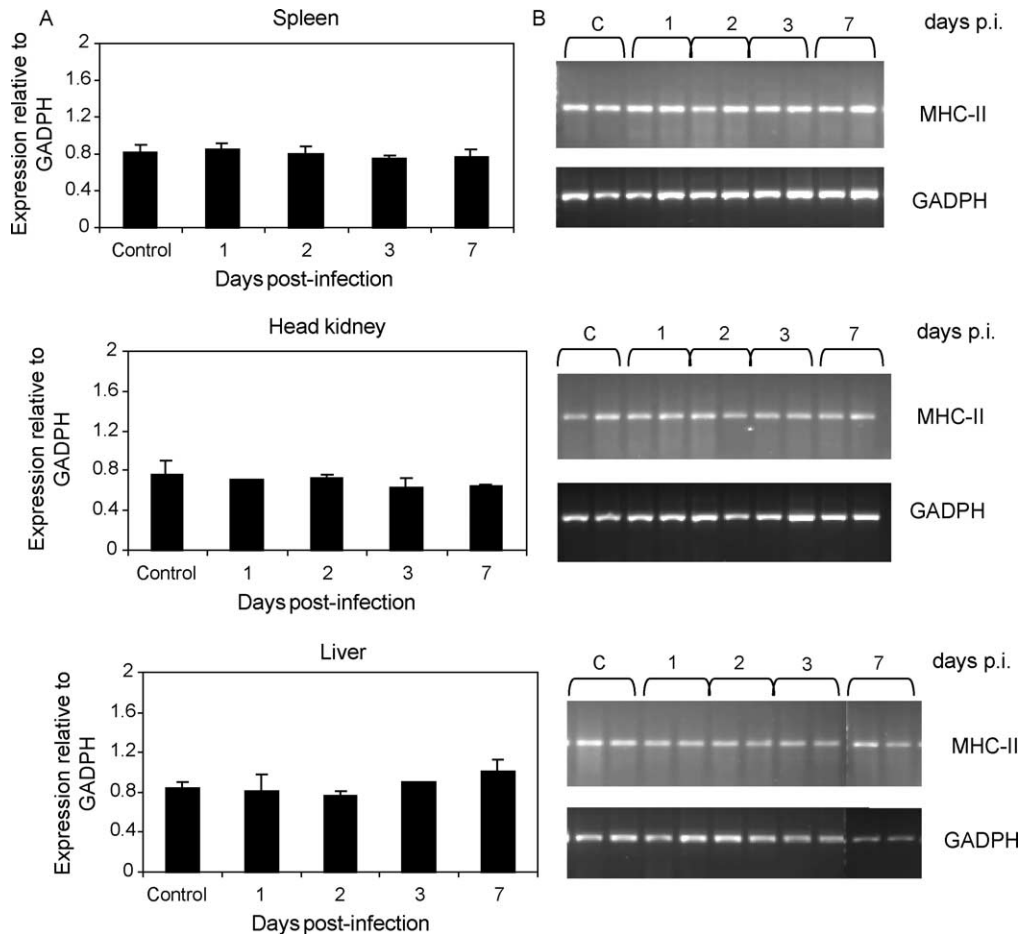 A
Spleen
Expression relative to
GADPH
2
1.6
1.2
0.8
0.4
0
Control 1 2 3 7
Days post-infection
B
C 1 2 3 7 days p.i.
MHC-II
GADPH
Head kidney
Expression relative to
GADPH
2
1.6
1.2
0.8
0.4
0
Control 1 2 3 7
Days post-infection
C 1 2 3 7 days p.i.
MHC-II
GADPH
Liver
Expression relative to
GADPH
2
1.6
1.2
0.8
0.4
0
Control 1 2 3 7
Days post-infection
C 1 2 3 7 days p.i.
MHC-II
GADPH